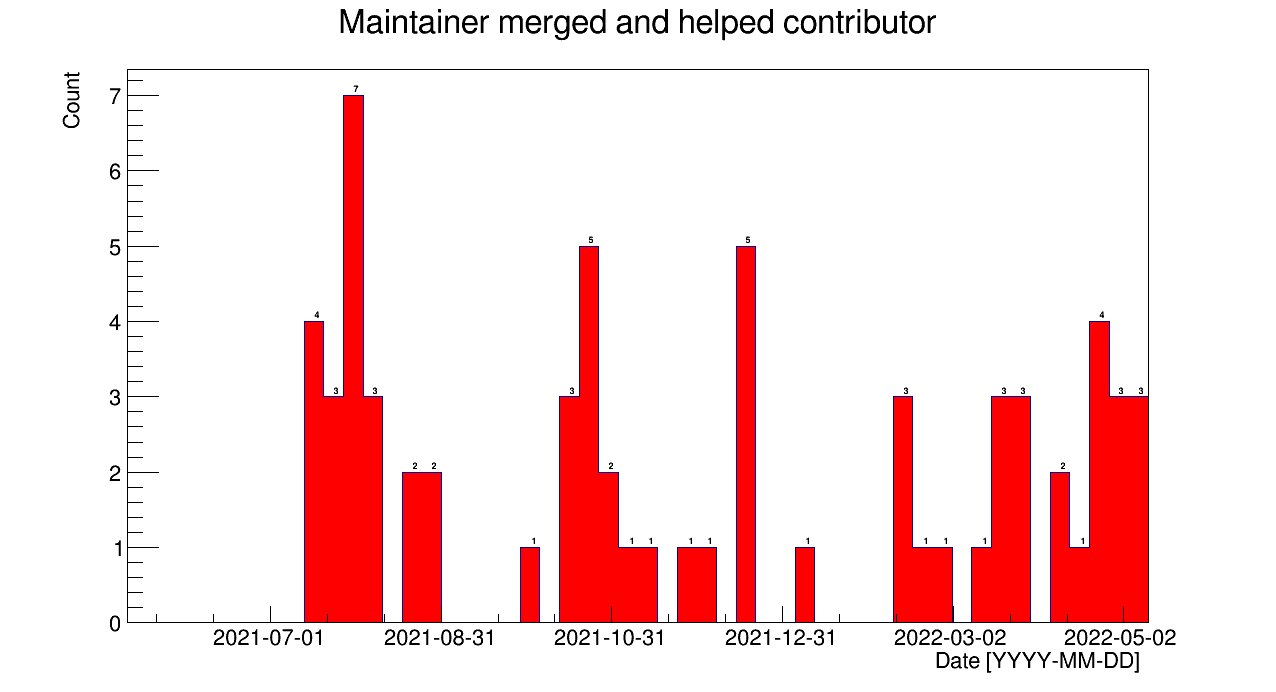 Maintainer merged and helped contributor
Count
7
6
5
4
3
2
1
0
4 3 7 3 2 2 1 3 5 2 1 1 1 1 5 1 3 1 1 1 3 3 2 1 4 3 3
2021-07-01 2021-08-31 2021-10-31 2021-12-31 2022-03-02 2022-05-02
Date [YYYY-MM-DD]